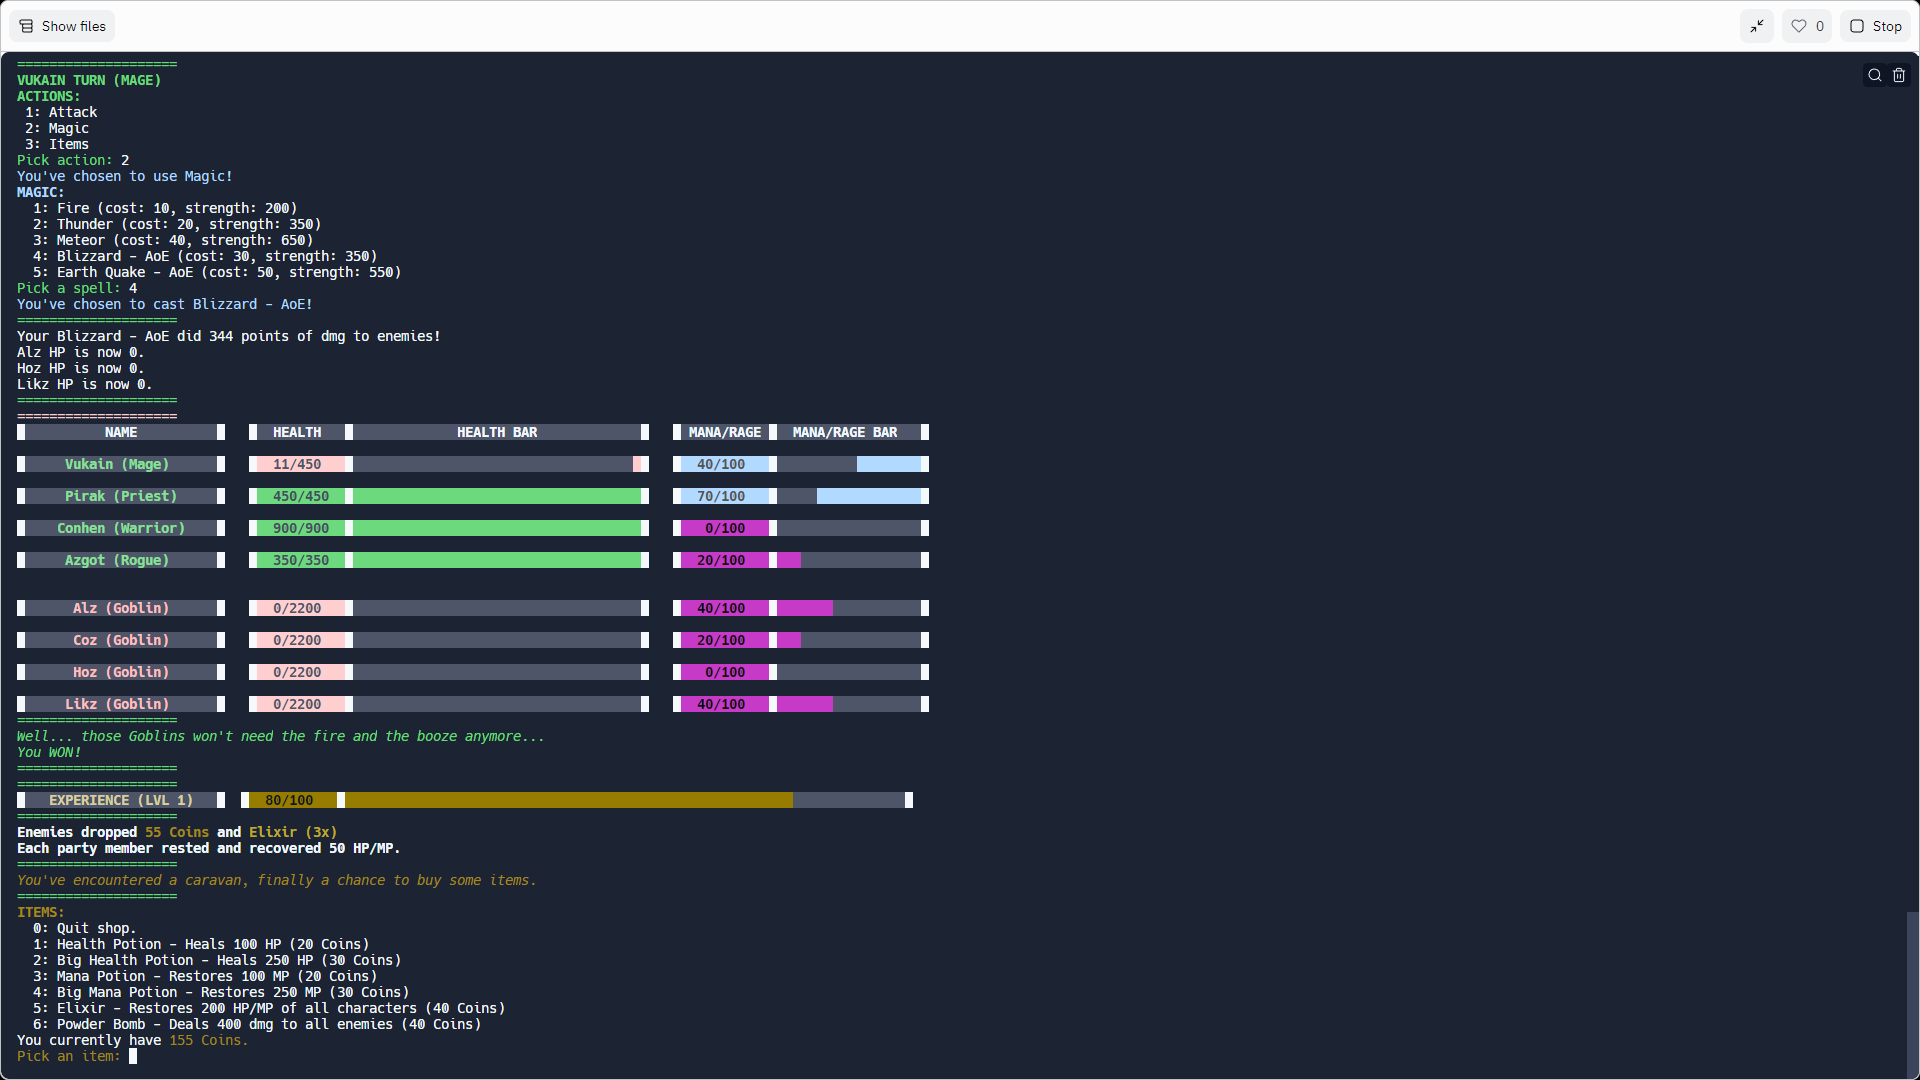 Show files
0
Stop
====================
VUKAIN TURN (MAGE)
ACTIONS:
1: Attack
2: Magic
3: Items
Pick action: 2
You've chosen to use Magic!
MAGIC:
1: Fire (cost: 10, strength: 200)
2: Thunder (cost: 20, strength: 350)
3: Meteor (cost: 40, strength: 650)
4: Blizzard - AoE (cost: 30, strength: 350)
5: Earth Quake - AoE (cost: 50, strength: 550)
Pick a spell: 4
You've chosen to cast Blizzard - AoE!
====================
Your Blizzard - AoE did 344 points of dmg to enemies!
Alz HP is now 0.
Hoz HP is now 0.
Likz HP is now 0.
====================
====================
NAME HEALTH HEALTH BAR MANA/RAGE MANA/RAGE BAR
Vukain (Mage) 11/450 40/100
Pirak (Priest) 450/450 70/100
Conhen (Warrior) 900/900 0/100
Azgot (Rogue) 350/350 20/100
Alz (Goblin) 0/2200 40/100
Coz (Goblin) 0/2200 20/100
Hoz (Goblin) 0/2200 0/100
Likz (Goblin) 0/2200 40/100
====================
Well... those Goblins won't need the fire and the booze anymore...
You WON!
====================
====================
EXPERIENCE (LVL 1) 80/100
====================
Enemies dropped 55 Coins and Elixir (3x)
Each party member rested and recovered 50 HP/MP.
====================
You've encountered a caravan, finally a chance to buy some items.
====================
ITEMS:
0: Quit shop.
1: Health Potion - Heals 100 HP (20 Coins)
2: Big Health Potion - Heals 250 HP (30 Coins)
3: Mana Potion - Restores 100 MP (20 Coins)
4: Big Mana Potion - Restores 250 MP (30 Coins)
5: Elixir - Restores 200 HP/MP of all characters (40 Coins)
6: Powder Bomb - Deals 400 dmg to all enemies (40 Coins)
You currently have 155 Coins.
Pick an item: